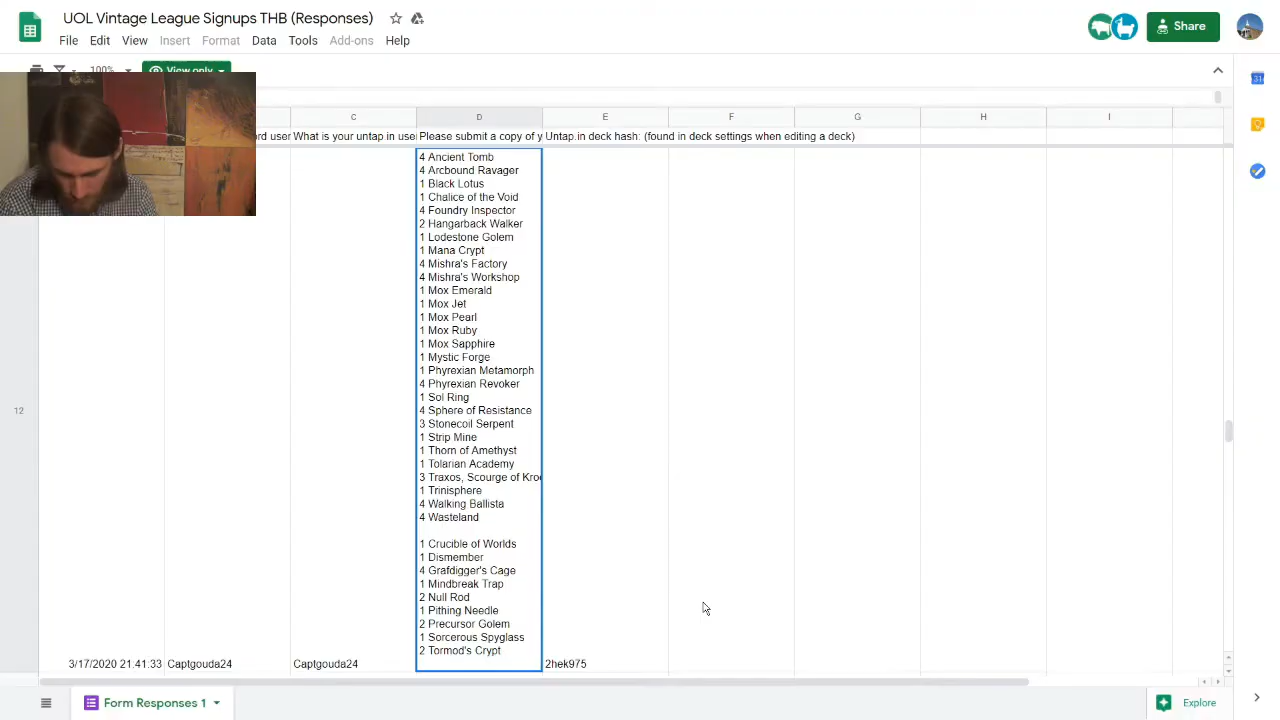 UOL Vintage League Signups THB (Responses)
File Edit View Insert Format Data Tools Add-ons Help
Share
100% View only
C D E F G H I
ord user What is your untap in use Please submit a copy of y Untap.in deck hash: (found in deck settings when editing a deck)
4 Ancient Tomb
4 Arcbound Ravager
1 Black Lotus
1 Chalice of the Void
4 Foundry Inspector
2 Hangarback Walker
1 Lodestone Golem
1 Mana Crypt
4 Mishra's Factory
4 Mishra's Workshop
1 Mox Emerald
1 Mox Jet
1 Mox Pearl
1 Mox Ruby
1 Mox Sapphire
1 Mystic Forge
1 Phyrexian Metamorph
4 Phyrexian Revoker
1 Sol Ring
4 Sphere of Resistance
12
3 Stonecoil Serpent
1 Strip Mine
1 Thorn of Amethyst
1 Tolarian Academy
3 Traxos, Scourge of Kroo
1 Trinisphere
4 Walking Ballista
4 Wasteland
1 Crucible of Worlds
1 Dismember
4 Grafdigger's Cage
1 Mindbreak Trap
2 Null Rod
1 Pithing Needle
2 Precursor Golem
1 Sorcerous Spyglass
2 Tormod's Crypt
3/17/2020 21.41.33 Captgouda24 Captgouda24 2hek975
Form Responses 1
Explore